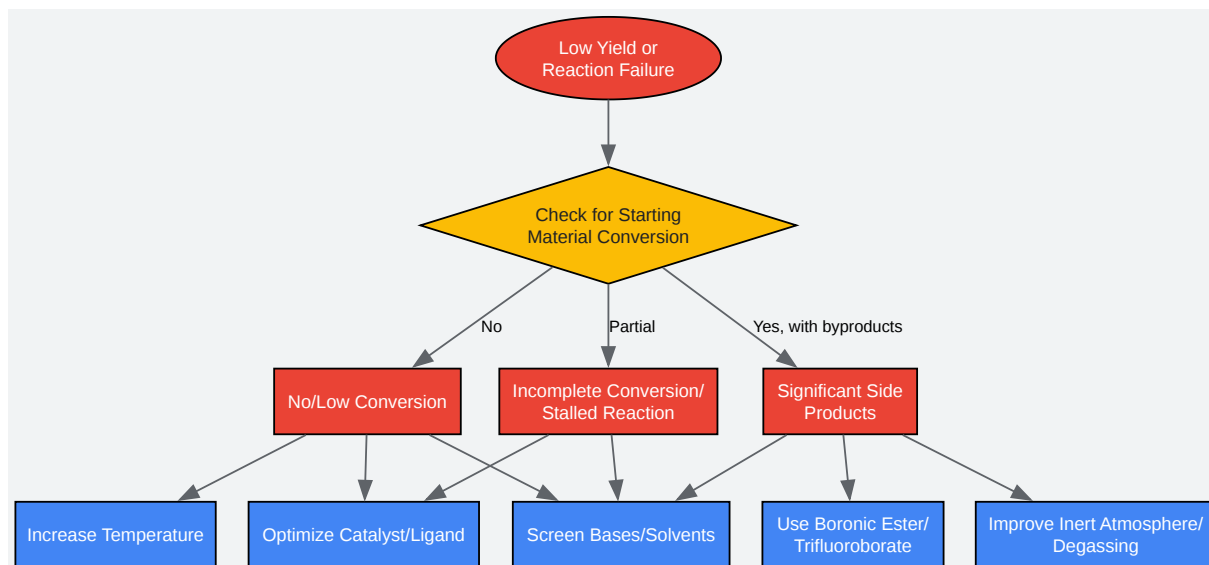 Low Yield or
Reaction Failure
Check for Starting
Material Conversion
No
Partial
Yes, with byproducts
No/Low Conversion
Incomplete Conversion/
Stalled Reaction
Significant Side
Products
Increase Temperature
Optimize Catalyst/Ligand
Screen Bases/Solvents
Use Boronic Ester/
Trifluoroborate
Improve Inert Atmosphere/
Degassing